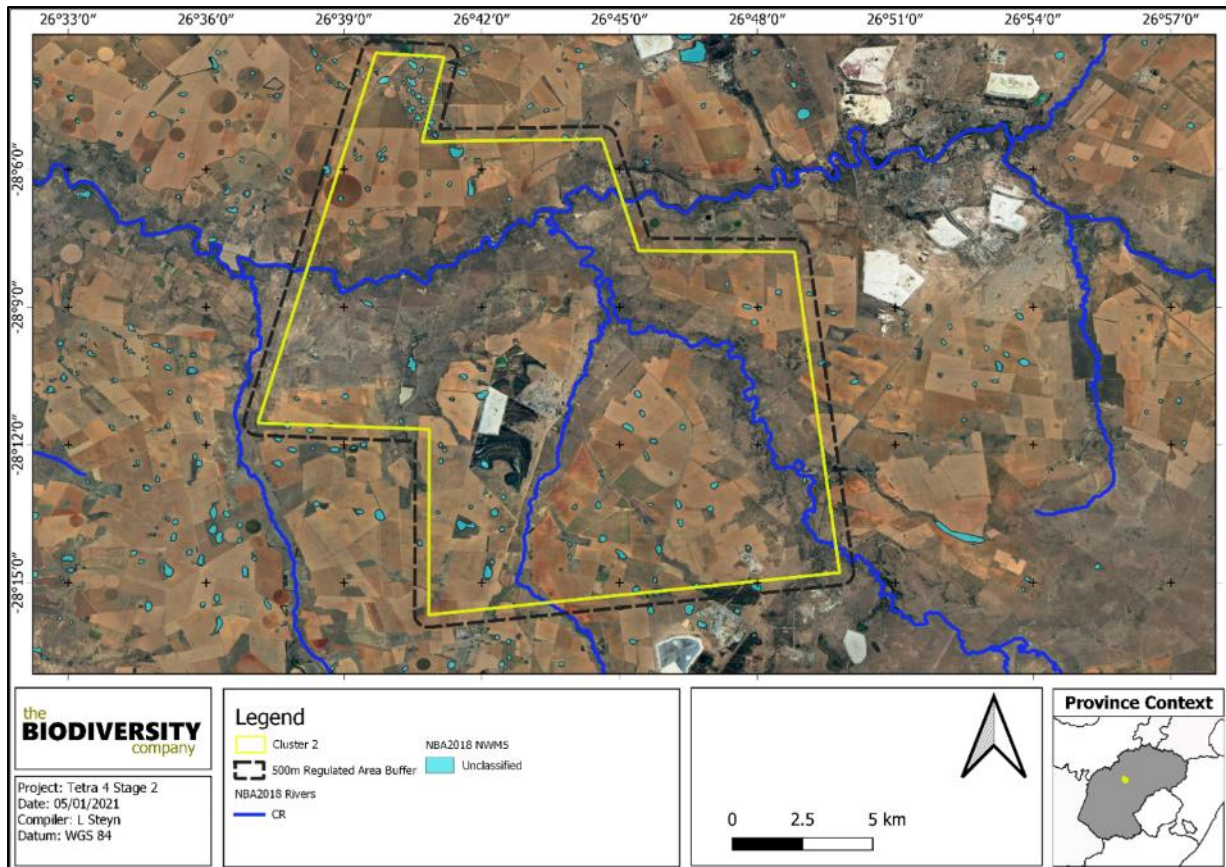 26°33'0" 26°36'0" 26°39'0" 26°42'0" 26°45'0" 26°48'0" 26°51'0" 26°54'0" 26°57'0"
-28°6'0"
-28°9'0"
-28°12'0"
-28°15'0"
the
BIODIVERSITY
company
Project: Tetra 4 Stage 2
Date: 05/01/2021
Compiler: L Steyn
Datum: WGS 84
Legend
Cluster 2
500m Regulated Area Buffer
NBA2018 Rivers
CR
NBA2018 NWM5
Unclassified
0 2.5 5 km
Province Context